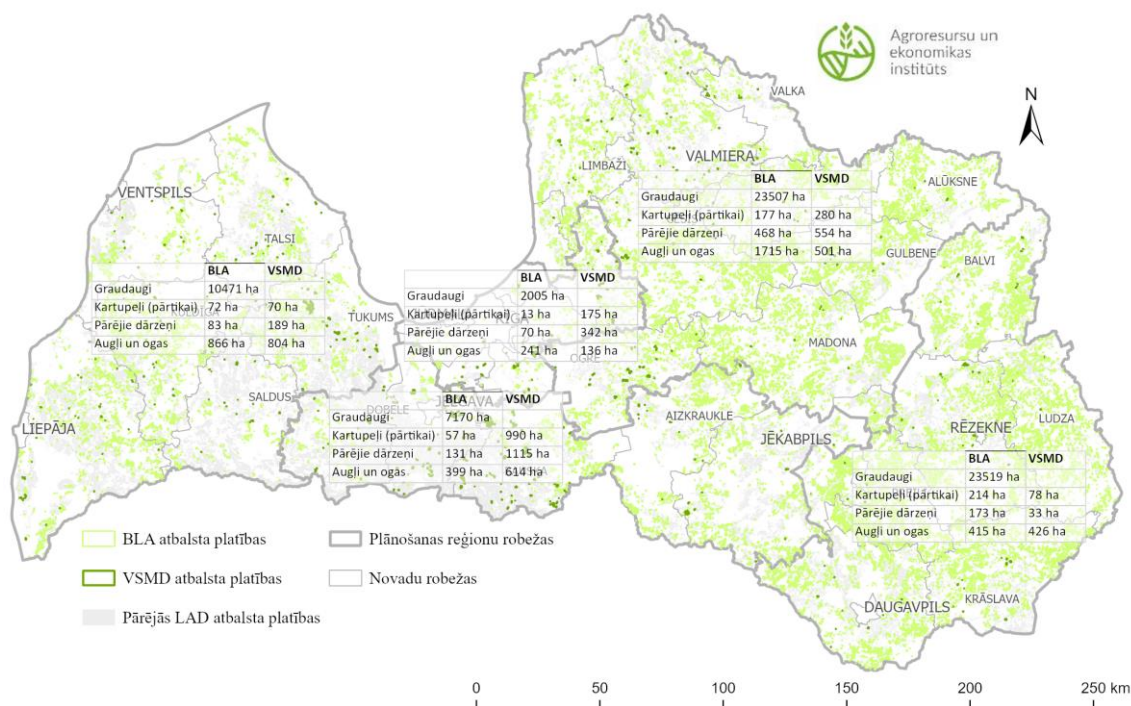 Agroresursu un
ekonomikas
institūts
N
VALKA
VALMIERA
LIMBAŽI
ALŪKSNE
BLA VSMD
Graudaugi 23507 ha
Kartupeļi (pārtikai) 177 ha 280 ha
Pārējie dārzeņi 468 ha 554 ha
Augļi un ogas 1715 ha 501 ha
GULBENE
BALVI
VENTSPILS
TALSI
BLA VSMD
Graudaugi 10471 ha
Kartupeļi (pārtikai) 72 ha 70 ha
Pārējie dārzeņi 83 ha 189 ha
Augļi un ogas 866 ha 804 ha
TUKUMS
BLA VSMD
Graudaugi 2005 ha
Kartupeļi (pārtikai) 13 ha 175 ha
Pārējie dārzeņi 70 ha 342 ha
Augļi un ogas 241 ha 136 ha
OGRE
MADONA
SALDUS
DOBELE
JELGAVA
BLA VSMD
Graudaugi 7170 ha
Kartupeļi (pārtikai) 57 ha 990 ha
Pārējie dārzeņi 131 ha 1115 ha
Augļi un ogas 399 ha 614 ha
LIEPĀJA
AIZKRAUKLE
JĒKABPILS
RĒZEKNE
LUDZA
BLA VSMD
Graudaugi 23519 ha
Kartupeļi (pārtikai) 214 ha 78 ha
Pārējie dārzeņi 173 ha 33 ha
Augļi un ogas 415 ha 426 ha
KRĀSLAVA
DAUGAVPILS
BLA atbalsta platības
VSMD atbalsta platības
Pārējās LAD atbalsta platības
Plānošanas reģionu robežas
Novadu robežas
0 50 100 150 200 250 km